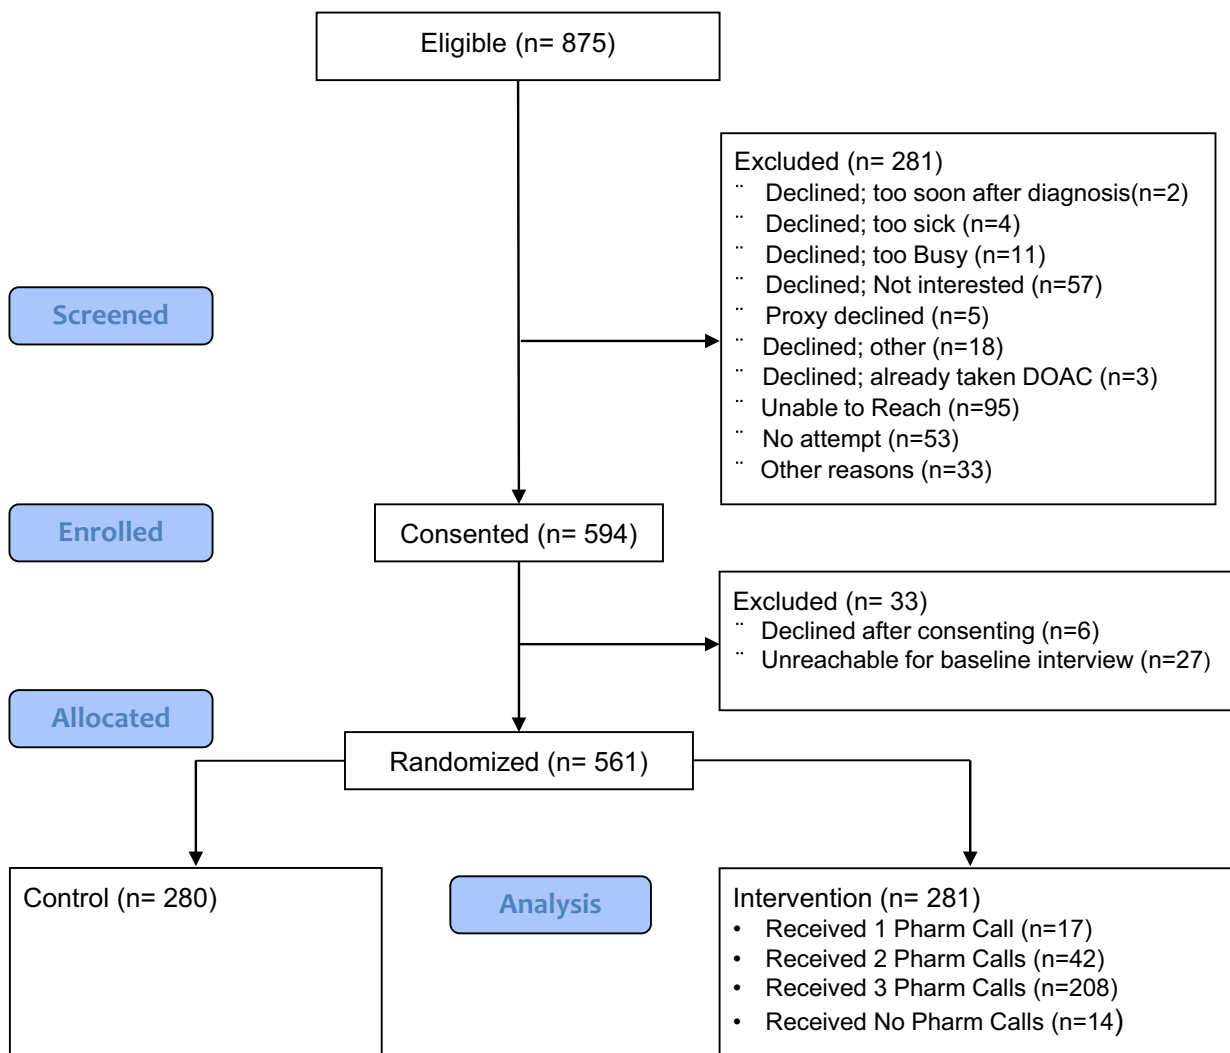 Eligible (n= 875)
Excluded (n= 281)
¨ Declined; too soon after diagnosis(n=2)
¨ Declined; too sick (n=4)
¨ Declined; too Busy (n=11)
¨ Declined; Not interested (n=57)
¨ Proxy declined (n=5)
¨ Declined; other (n=18)
¨ Declined; already taken DOAC (n=3)
¨ Unable to Reach (n=95)
¨ No attempt (n=53)
¨ Other reasons (n=33)
Screened
Enrolled
Consented (n= 594)
Excluded (n= 33)
¨ Declined after consenting (n=6)
¨ Unreachable for baseline interview (n=27)
Allocated
Randomized (n= 561)
Control (n= 280)
Analysis
Intervention (n= 281)
• Received 1 Pharm Call (n=17)
• Received 2 Pharm Calls (n=42)
• Received 3 Pharm Calls (n=208)
• Received No Pharm Calls (n=14)